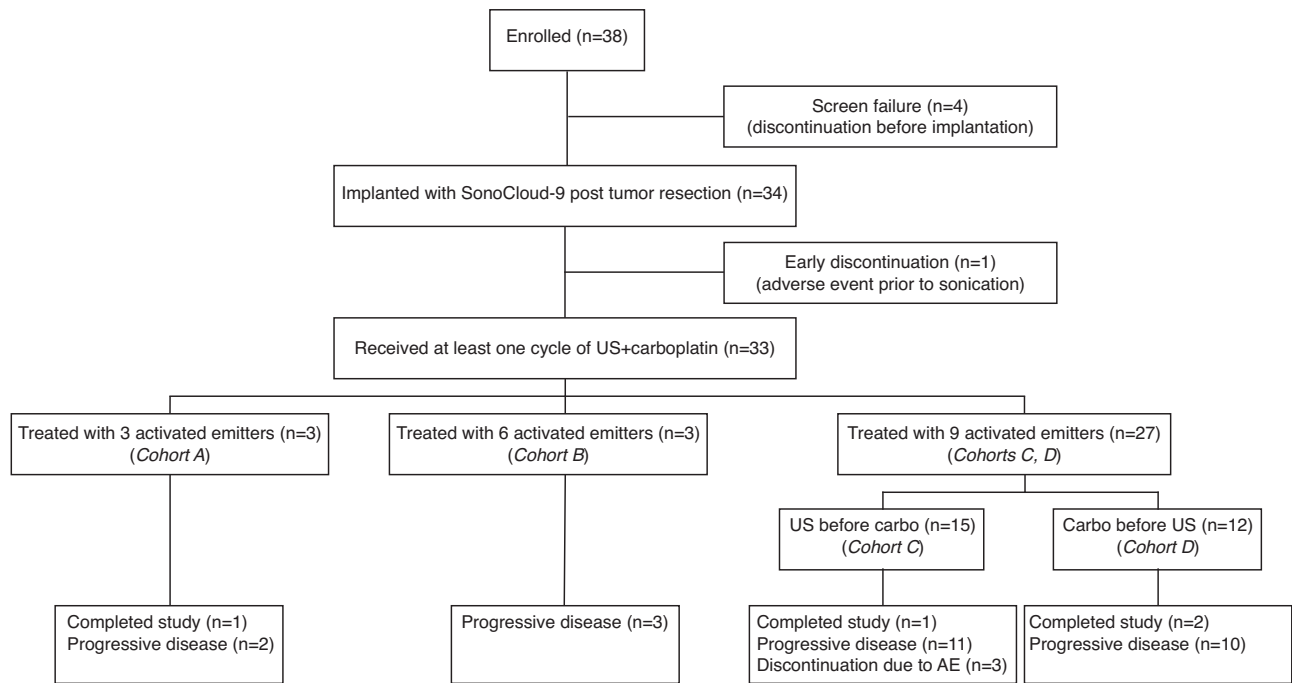 Enrolled (n=38)
Screen failure (n=4)
(discontinuation before implantation)
Implanted with SonoCloud-9 post tumor resection (n=34)
Early discontinuation (n=1)
(adverse event prior to sonication)
Received at least one cycle of US+carboplatin (n=33)
Treated with 3 activated emitters (n=3)
(Cohort A)
Treated with 6 activated emitters (n=3)
(Cohort B)
Treated with 9 activated emitters (n=27)
(Cohorts C, D)
US before carbo (n=15)
(Cohort C)
Carbo before US (n=12)
(Cohort D)
Completed study (n=1)
Progressive disease (n=2)
Progressive disease (n=3)
Completed study (n=1)
Progressive disease (n=11)
Discontinuation due to AE (n=3)
Completed study (n=2)
Progressive disease (n=10)